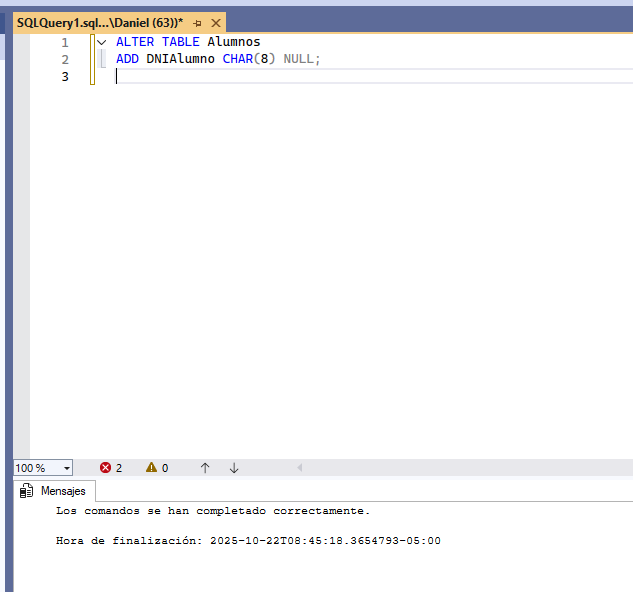 SQLQuery1.sql...\Daniel (63))*
1 ALTER TABLE Alumnos
2 ADD DNIAlumno CHAR(8) NULL;
3
100 % 2 0
Mensajes
Los comandos se han completado correctamente.
Hora de finalización: 2025-10-22T08:45:18.3654793-05:00